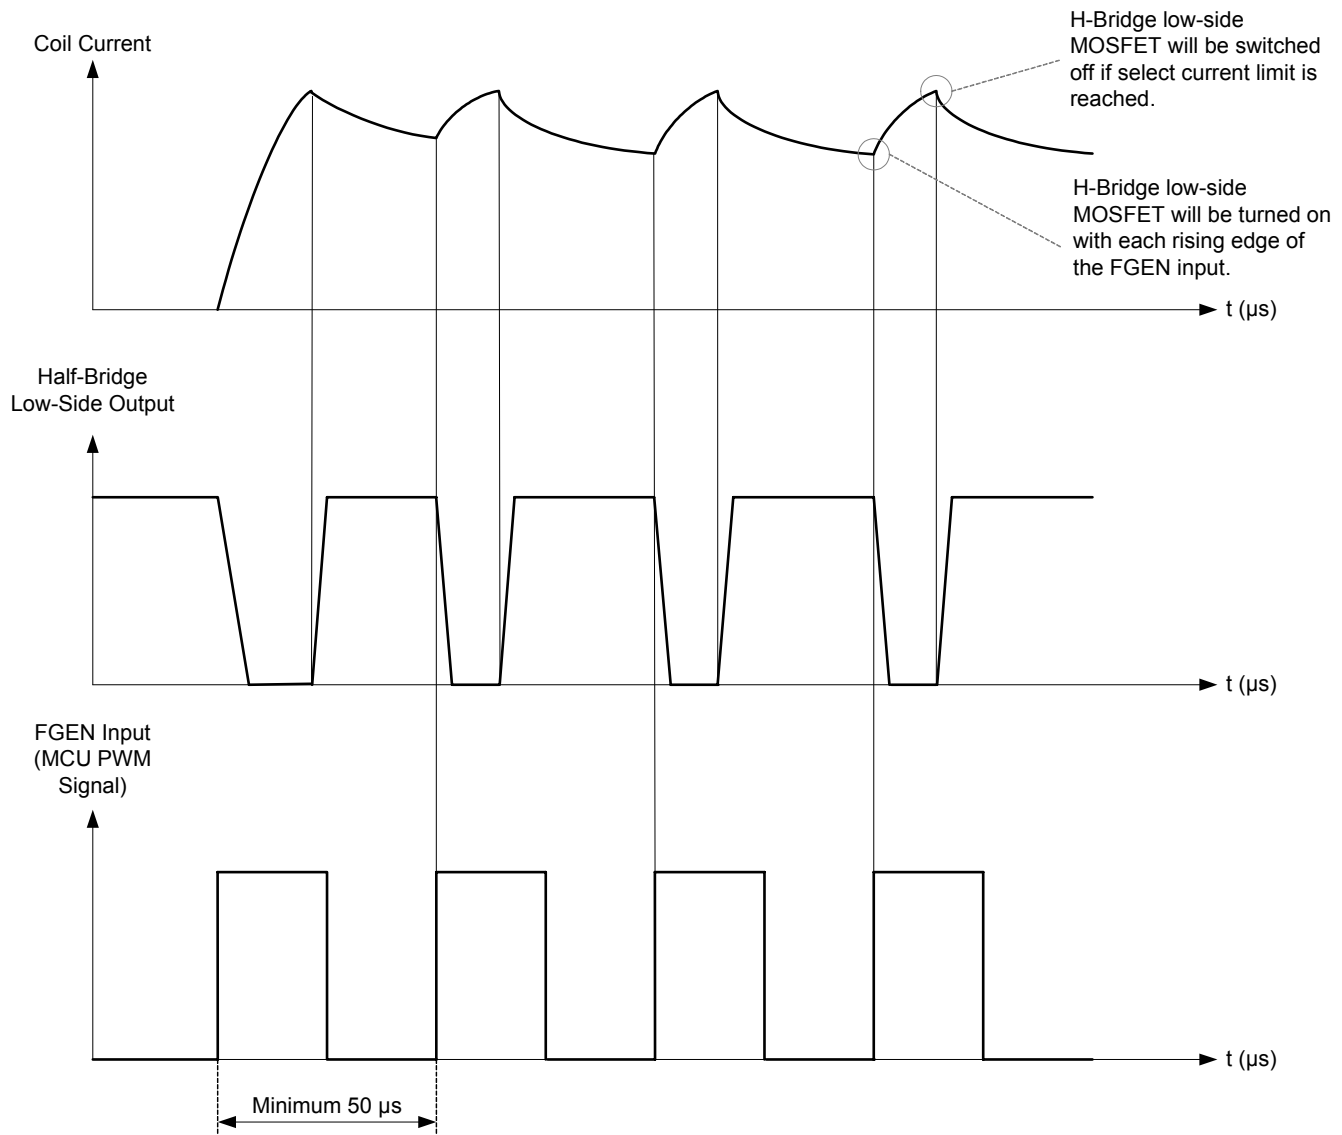 H-Bridge low-side
MOSFET will be switched
off if select current limit is
reached.
Coil Current
H-Bridge low-side
MOSFET will be turned on
with each rising edge of
the FGEN input.
t (µs)
Half-Bridge
Low-Side Output
t (µs)
FGEN Input
(MCU PWM
Signal)
t (µs)
Minimum 50 µs